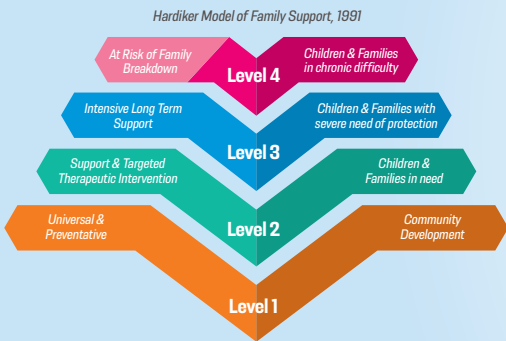 Hardiker Model of Family Support, 1991
At Risk of Family
Breakdown
Level 4
Children & Families
in chronic difficulty
Intensive Long Term
Support
Level 3
Children & Families with
severe need of protection
Support & Targeted
Therapeutic Intervention
Level 2
Children &
Families in need
Universal &
Preventative
Level 1
Community
Development